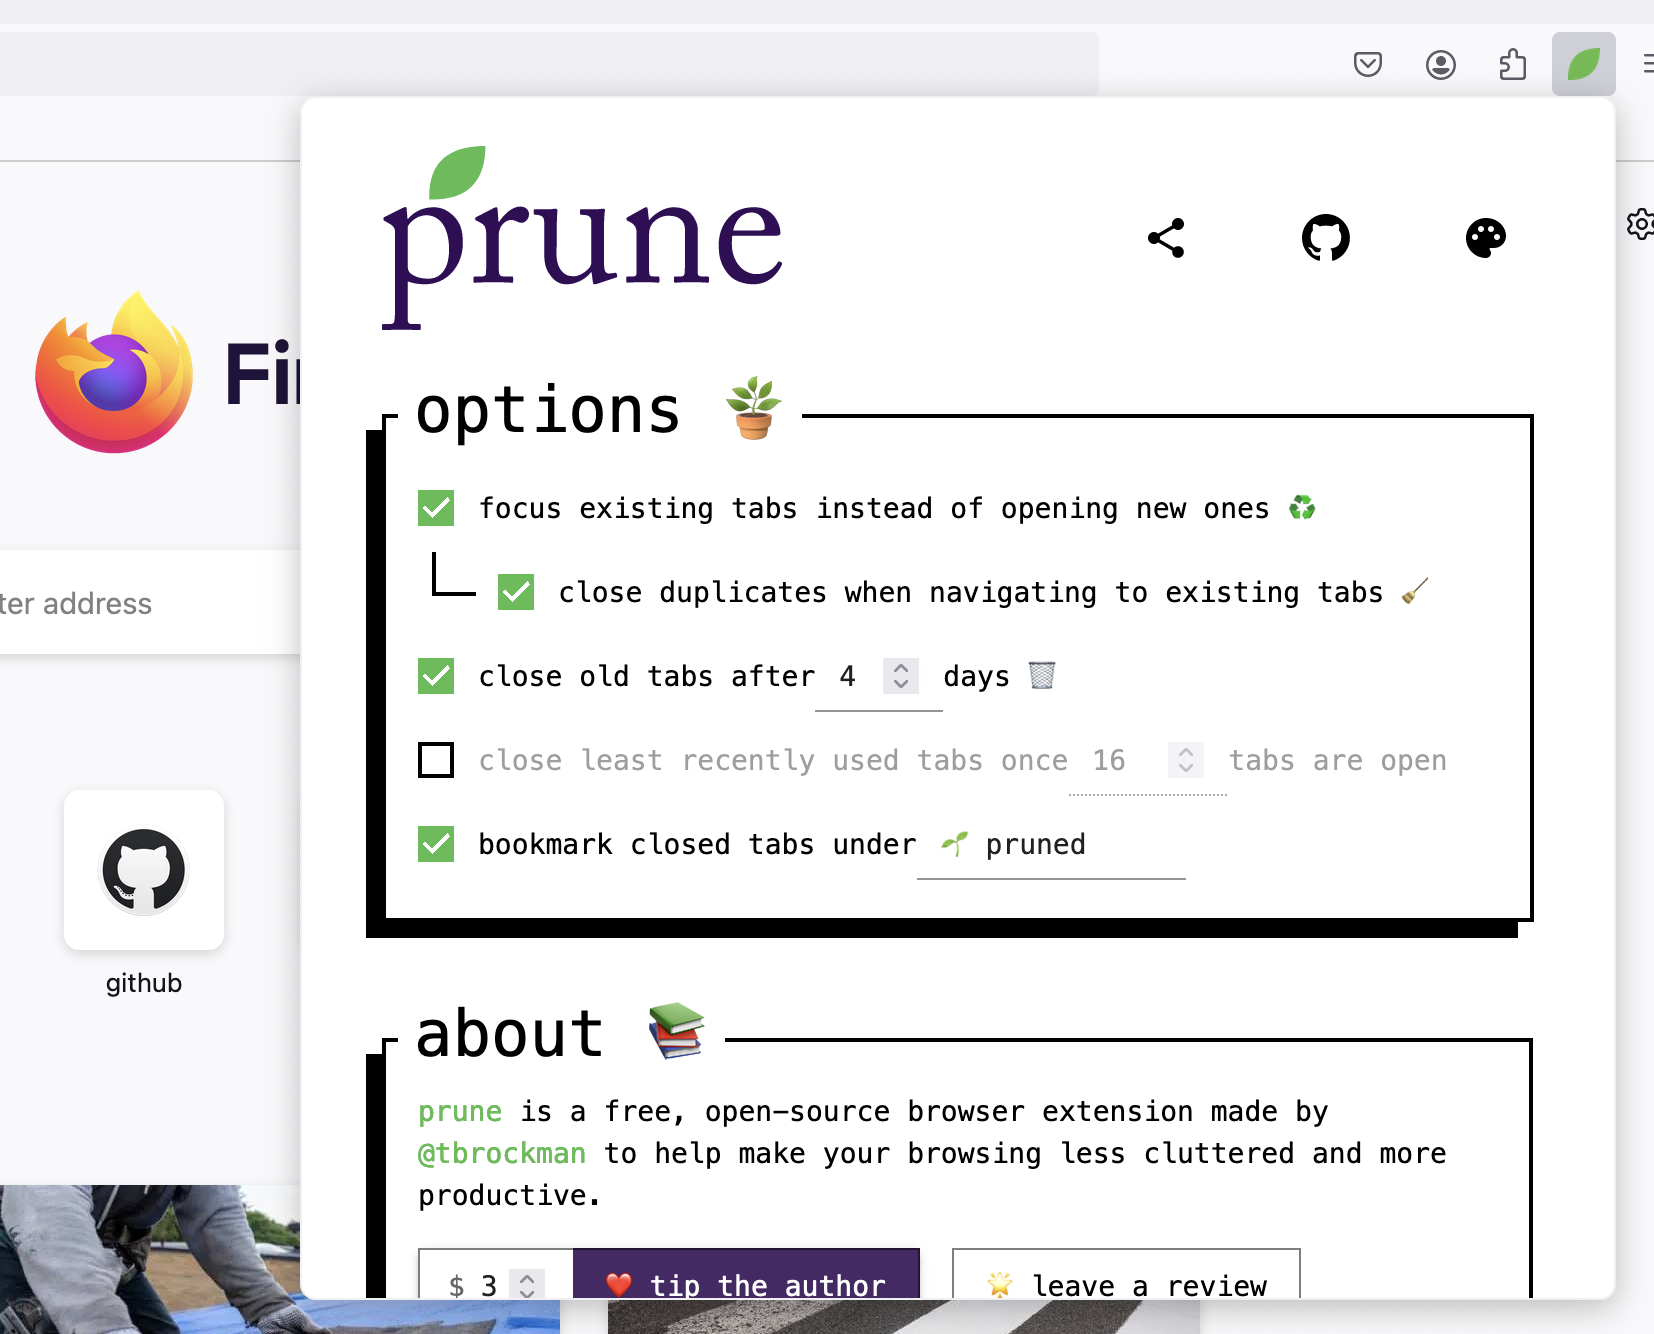 prune
Fi
options
focus existing tabs instead of opening new ones
close duplicates when navigating to existing tabs
ter address
close old tabs after 4 days
close least recently used tabs once 16 tabs are open
bookmark closed tabs under pruned
github
about
prune is a free, open-source browser extension made by
@tbrockman to help make your browsing less cluttered and more
productive.
$ 3 tip the author leave a review